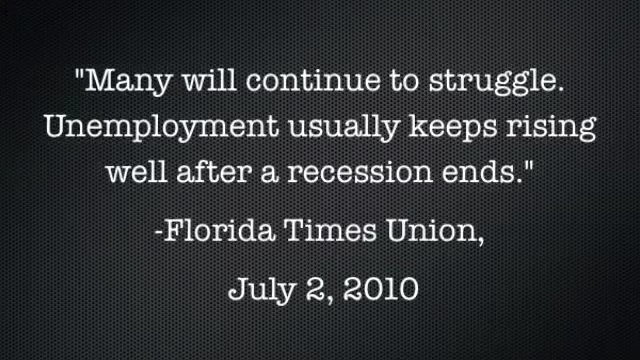 "Many will continue to struggle.
Unemployment usually keeps rising
well after a recession ends."
-Florida Times Union,
July 2, 2010